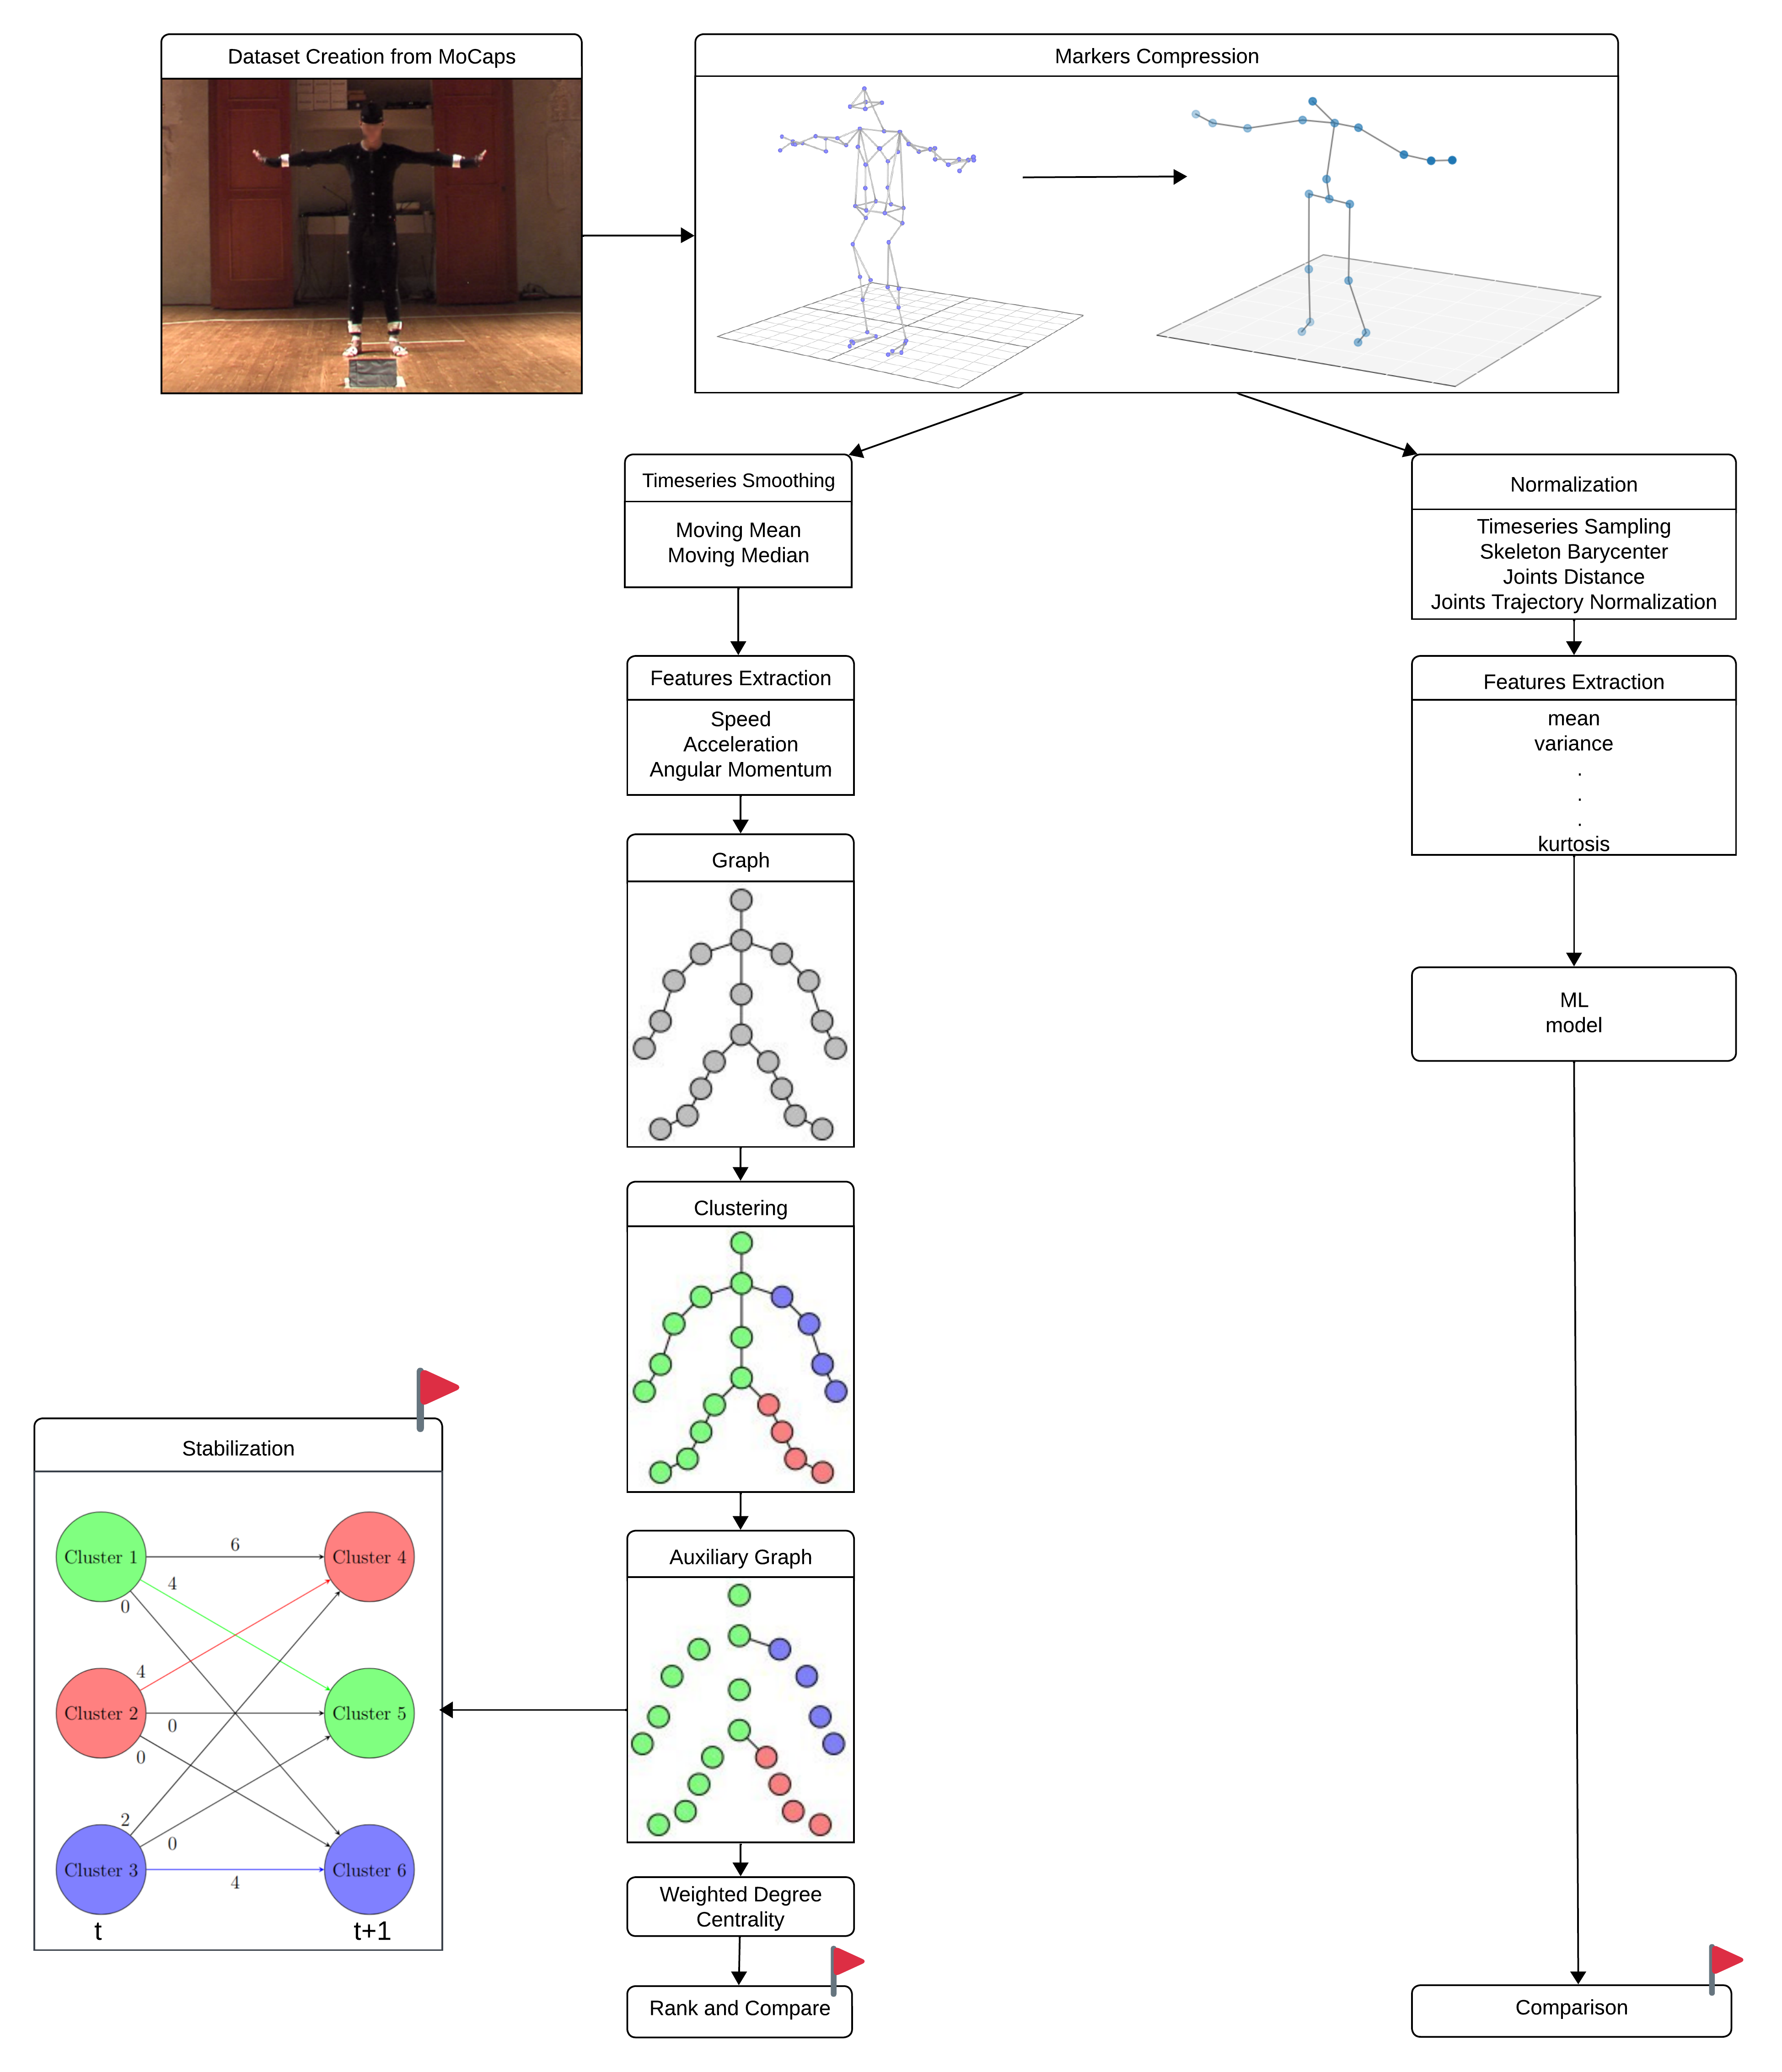 Dataset Creation from MoCaps
Markers Compression
Timeseries Smoothing
Moving Mean
Moving Median
Normalization
Timeseries Sampling
Skeleton Barycenter
Joints Distance
Joints Trajectory Normalization
Features Extraction
Speed
Acceleration
Angular Momentum
Features Extraction
mean
variance
.
.
.
kurtosis
Graph
ML
model
Clustering
Stabilization
Cluster 1
6
Cluster 4
4
0
4
Cluster 2
0
Cluster 5
0
2
0
Cluster 3
4
Cluster 6
t
t+1
Auxiliary Graph
Weighted Degree
Centrality
Rank and Compare
Comparison